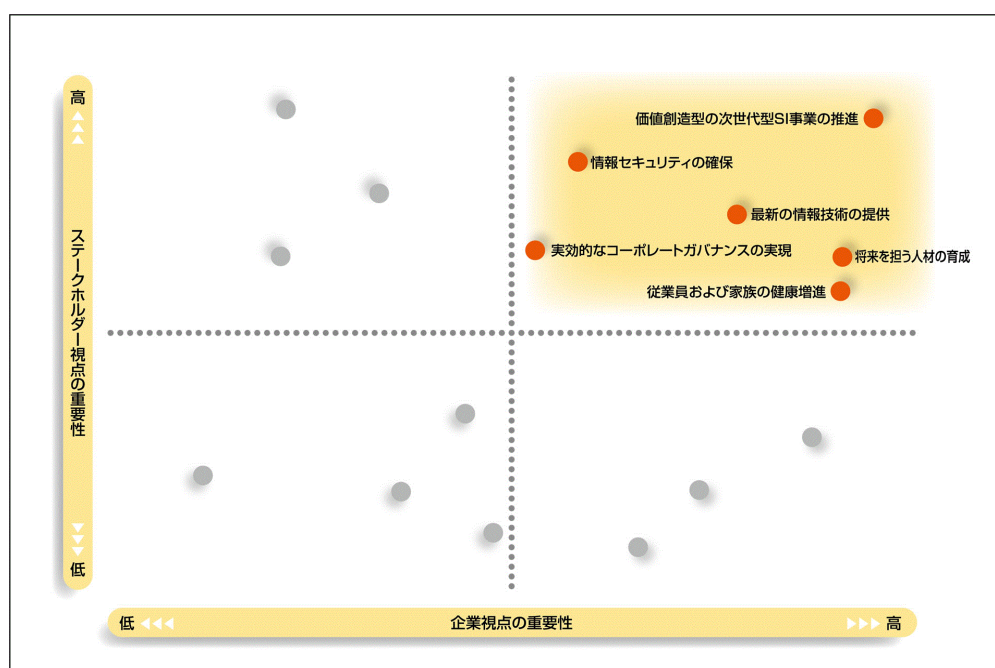 高
ステークホルダー視点の重要性
低
価値創造型の次世代型SI事業の推進
情報セキュリティの確保
最新の情報技術の提供
実効的なコーポレートガバナンスの実現
将来を担う人材の育成
従業員および家族の健康増進
低
企業視点の重要性
高